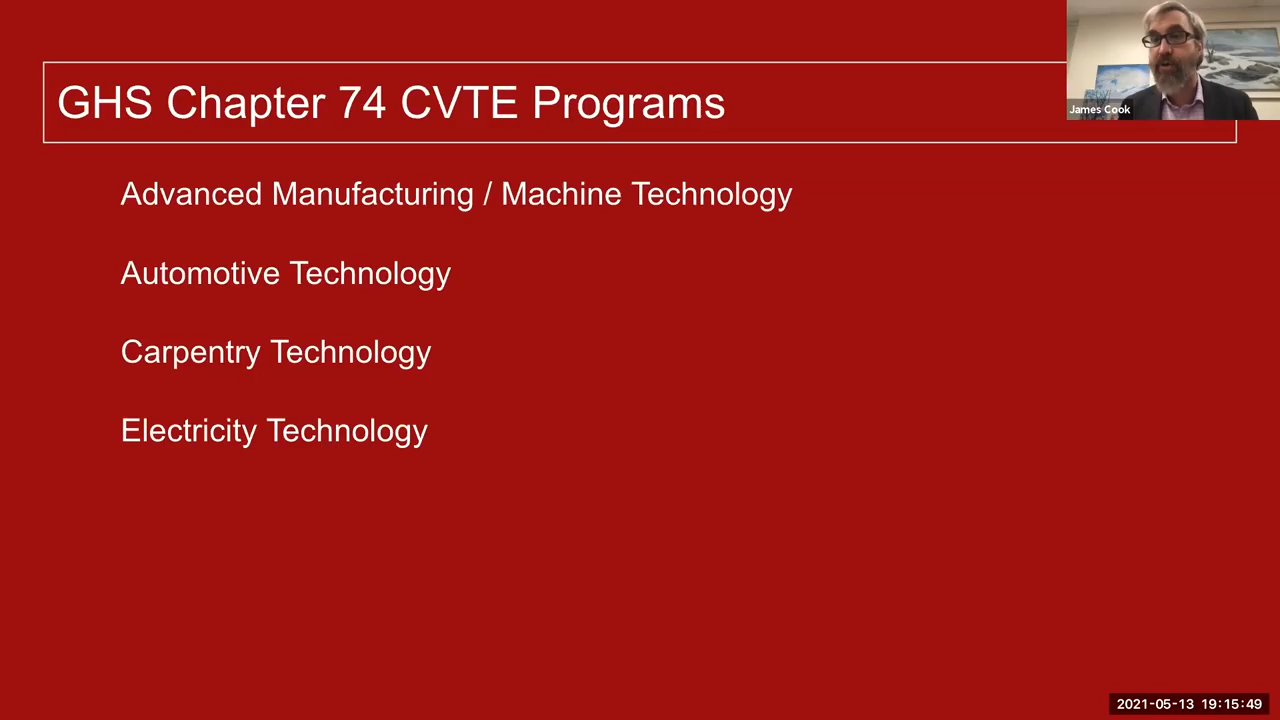 GHS Chapter 74 CVTE Programs
James Cook
Advanced Manufacturing / Machine Technology
Automotive Technology
Carpentry Technology
Electricity Technology
2021-05-13 19:15:49